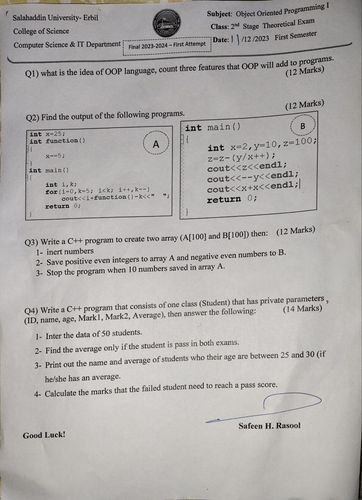 Salahaddin University- Erbil
College of Science
Computer Science & IT Department
Final 2023-2024 – First Attempt
Subject: Object Oriented Programming I
Class: 2nd Stage Theoretical Exam
Date: 11/12/2023 First Semester
Q1) what is the idea of OOP language, count three features that OOP will add to programs.
(12 Marks)
Q2) Find the output of the following programs. (12 Marks)
A
int x=25;
int function()
{
x--=5;
}
int main()
{
int i,k;
for(i=0,k=5; i<k; i++,k--)
cout<<i+function()-k<<" ";
return 0;
}
B
int main()
{
int x=2,y=10,z=100;
z=z-(y/x++);
cout<<z<<endl;
cout<<--y<<endl;
cout<<x+x<<endl;
return 0;
}
Q3) Write a C++ program to create two array (A[100] and B[100]) then: (12 Marks)
1- inert numbers
2- Save positive even integers to array A and negative even numbers to B.
3- Stop the program when 10 numbers saved in array A.
Q4) Write a C++ program that consists of one class (Student) that has private parameters ,
(ID, name, age, Mark1, Mark2, Average), then answer the following: (14 Marks)
1- Inter the data of 50 students.
2- Find the average only if the student is pass in both exams.
3- Print out the name and average of students who their age are between 25 and 30 (if
he/she has an average.
4- Calculate the marks that the failed student need to reach a pass score.
Safeen H. Rasool
Good Luck!